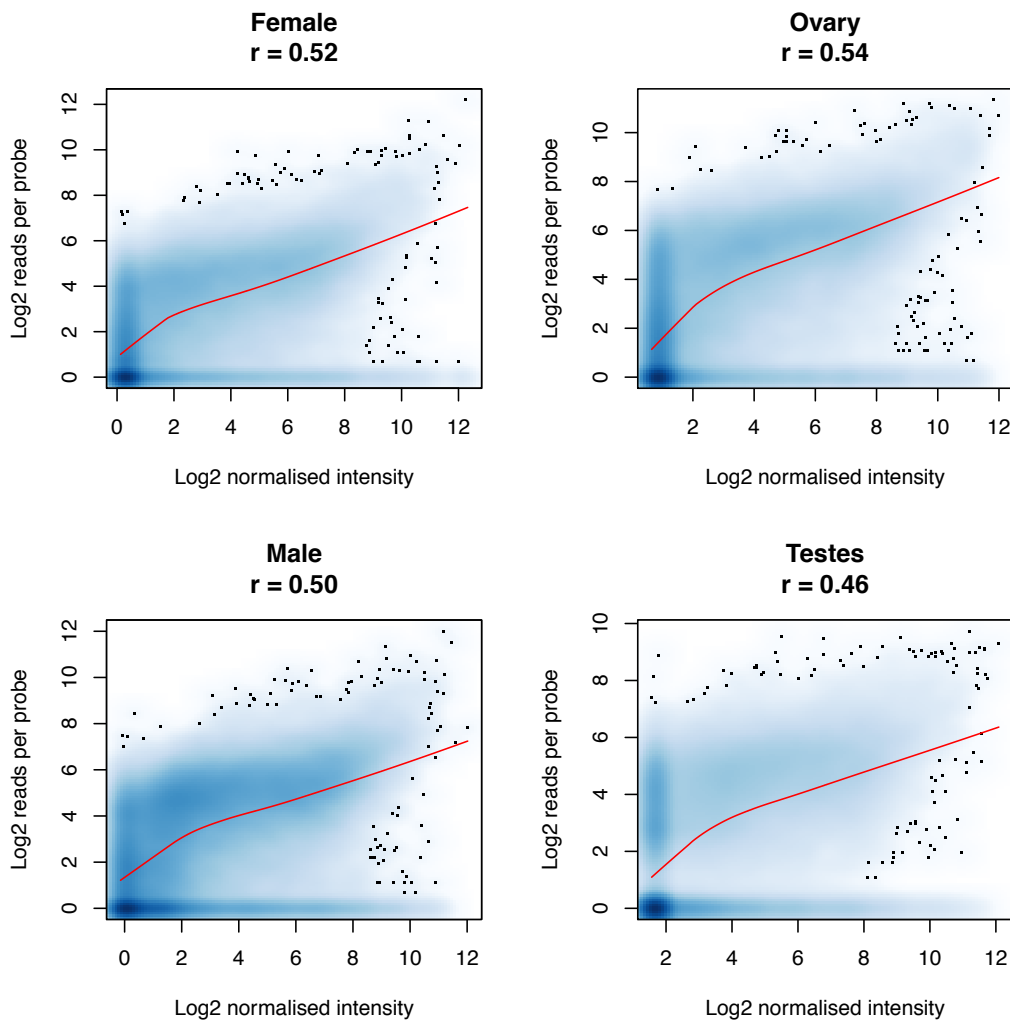 Female
r = 0.52
Log2 reads per probe
12
10
8
6
4
2
0
0 2 4 6 8 10 12
Log2 normalised intensity
Ovary
r = 0.54
Log2 reads per probe
10
8
6
4
2
0
2 4 6 8 10 12
Log2 normalised intensity
Male
r = 0.50
Log2 reads per probe
12
10
8
6
4
2
0
0 2 4 6 8 10 12
Log2 normalised intensity
Testes
r = 0.46
Log2 reads per probe
10
8
6
4
2
0
2 4 6 8 10 12
Log2 normalised intensity